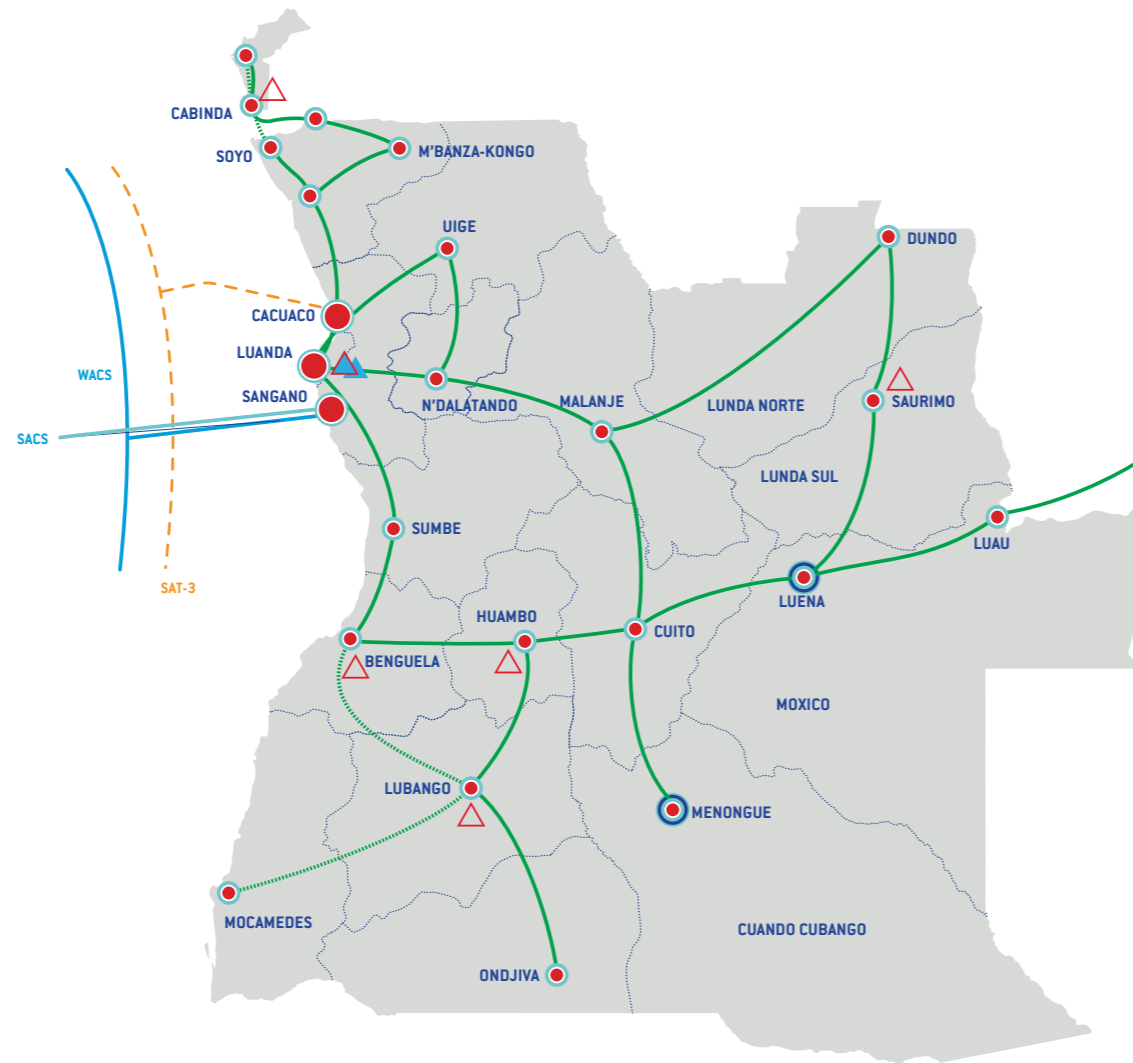 CABINDA
SOYO
M'BANZA-KONGO
UIGE
DUNDO
CACUACO
LUANDA
WACS
SANGANO
N'DALATANDO
MALANJE
LUNDA NORTE
SAURIMO
SACS
LUNDA SUL
SUMBE
LUAU
SAT-3
LUENA
HUAMBO
CUITO
BENGUELA
MOXICO
LUBANGO
MENONGUE
MOCAMEDES
CUANDO CUBANGO
ONDJIVA